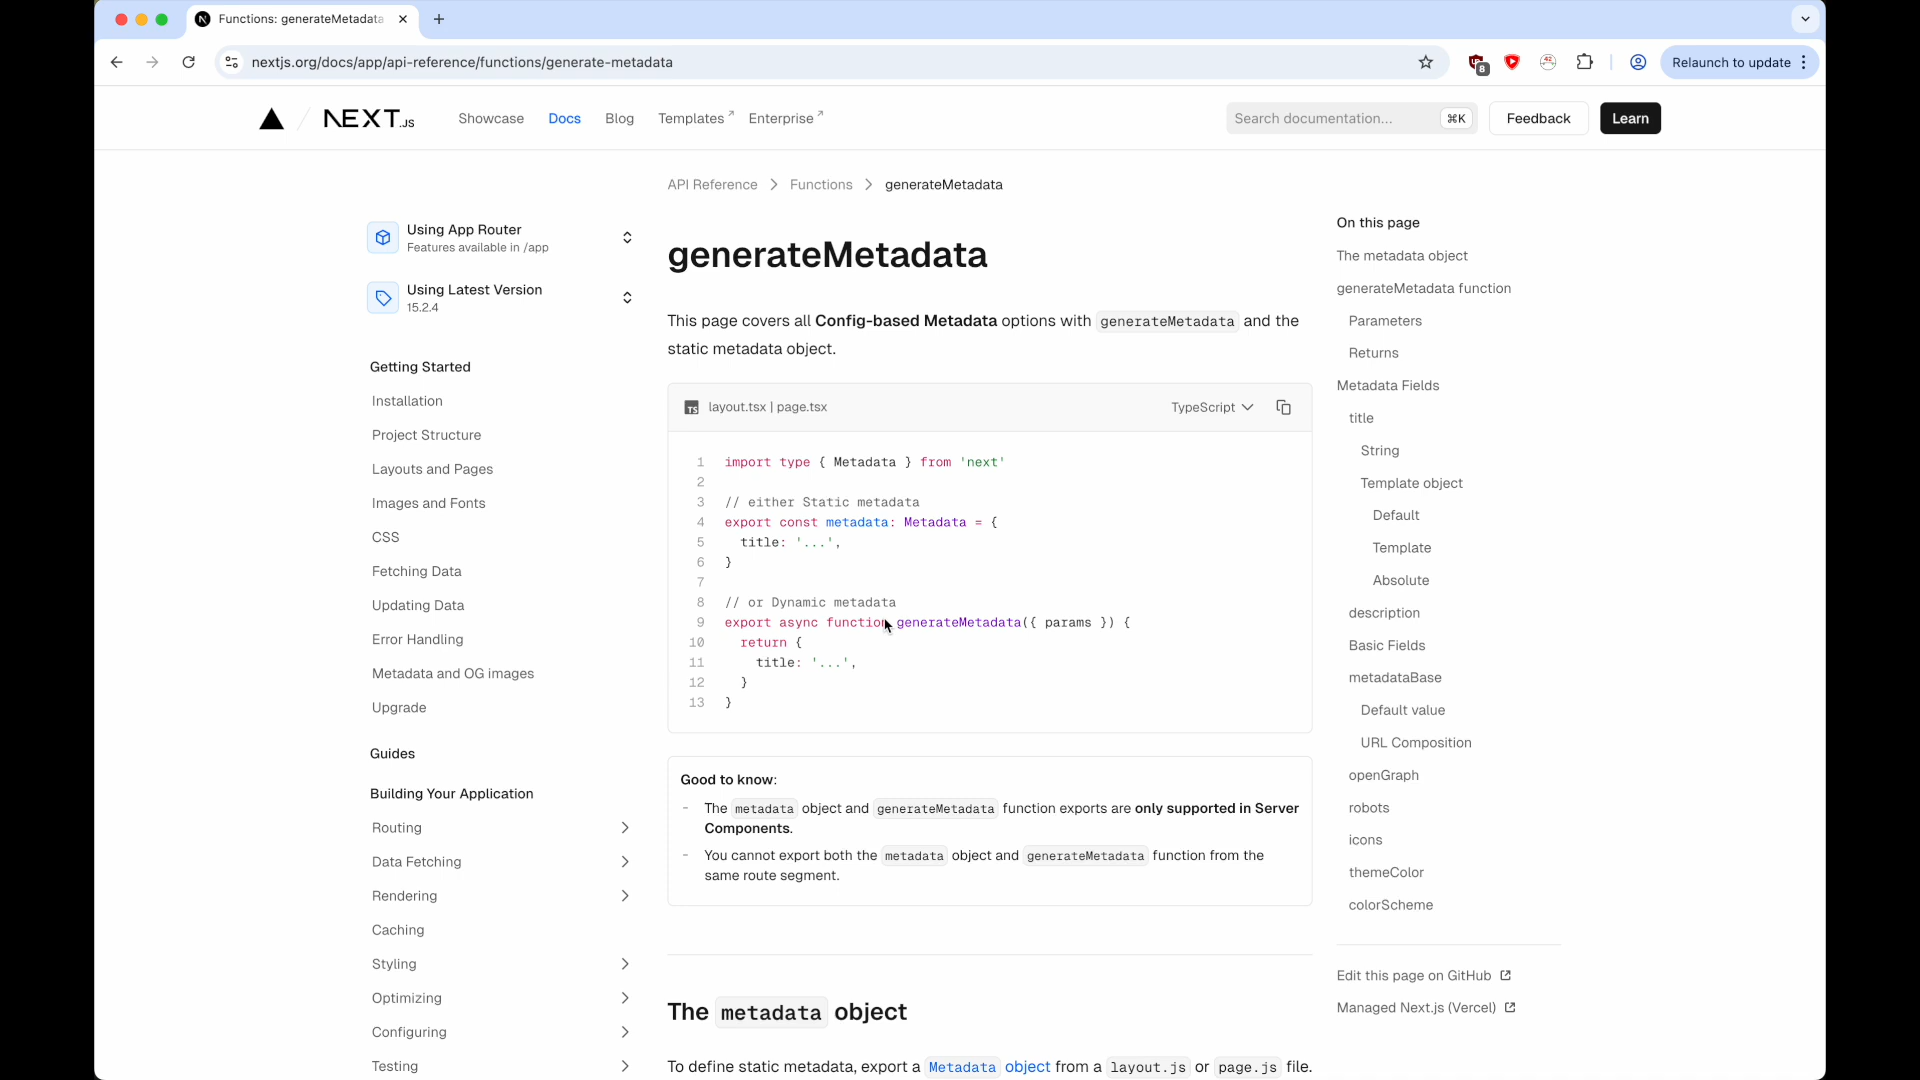 Functions: generateMetadata
nextjs.org/docs/app/api-reference/functions/generate-metadata
8
42
Relaunch to update
NEXT.JS
Showcase
Docs
Blog
Templates
Enterprise
Search documentation...
⌘K
Feedback
Learn
Using App Router
Features available in /app
Using Latest Version
15.2.4
Getting Started
Installation
Project Structure
Layouts and Pages
Images and Fonts
CSS
Fetching Data
Updating Data
Error Handling
Metadata and OG images
Upgrade
Guides
Building Your Application
Routing
Data Fetching
Rendering
Caching
Styling
Optimizing
Configuring
Testing
API Reference > Functions > generateMetadata
generateMetadata
This page covers all Config-based Metadata options with generateMetadata and the
static metadata object.
TS layout.tsx | page.tsx
TypeScript
1 import type { Metadata } from 'next'
2
3 // either Static metadata
4 export const metadata: Metadata = {
5 title: '...',
6 }
7
8 // or Dynamic metadata
9 export async function generateMetadata({ params }) {
10 return {
11 title: '...',
12 }
13 }
Good to know:
- The metadata object and generateMetadata function exports are only supported in Server
Components.
- You cannot export both the metadata object and generateMetadata function from the
same route segment.
The metadata object
To define static metadata, export a Metadata object from a layout.js or page.js file.
On this page
The metadata object
generateMetadata function
Parameters
Returns
Metadata Fields
title
String
Template object
Default
Template
Absolute
description
Basic Fields
metadataBase
Default value
URL Composition
openGraph
robots
icons
themeColor
colorScheme
Edit this page on GitHub
Managed Next.js (Vercel)